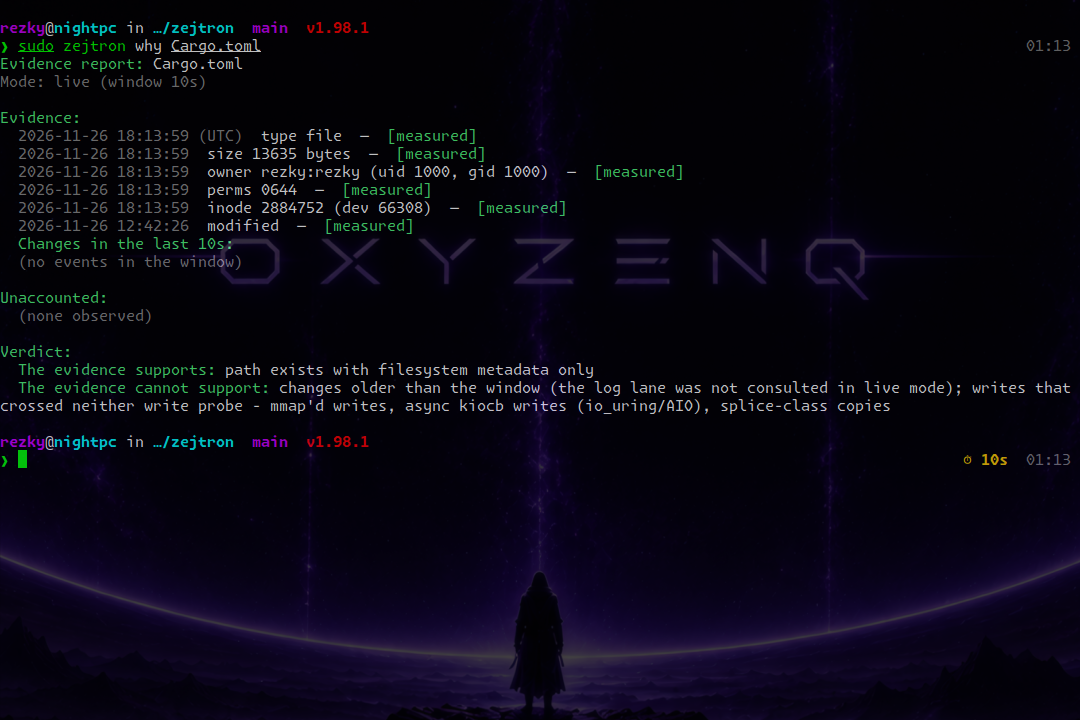 rezky@nightpc in …/zejtron main v1.98.1
❯ sudo zejtron why Cargo.toml 01:13
Evidence report: Cargo.toml
Mode: live (window 10s)
Evidence:
2026-11-26 18:13:59 (UTC) type file — [measured]
2026-11-26 18:13:59 size 13635 bytes — [measured]
2026-11-26 18:13:59 owner rezky:rezky (uid 1000, gid 1000) — [measured]
2026-11-26 18:13:59 perms 0644 — [measured]
2026-11-26 18:13:59 inode 2884752 (dev 66308) — [measured]
2026-11-26 12:42:26 modified — [measured]
Changes in the last 10s:
(no events in the window)
OXYZENQ
Unaccounted:
(none observed)
Verdict:
The evidence supports: path exists with filesystem metadata only
The evidence cannot support: changes older than the window (the log lane was not consulted in live mode); writes that
crossed neither write probe - mmap'd writes, async kiocb writes (io_uring/AIO), splice-class copies
rezky@nightpc in …/zejtron main v1.98.1
❯ 10s 01:13